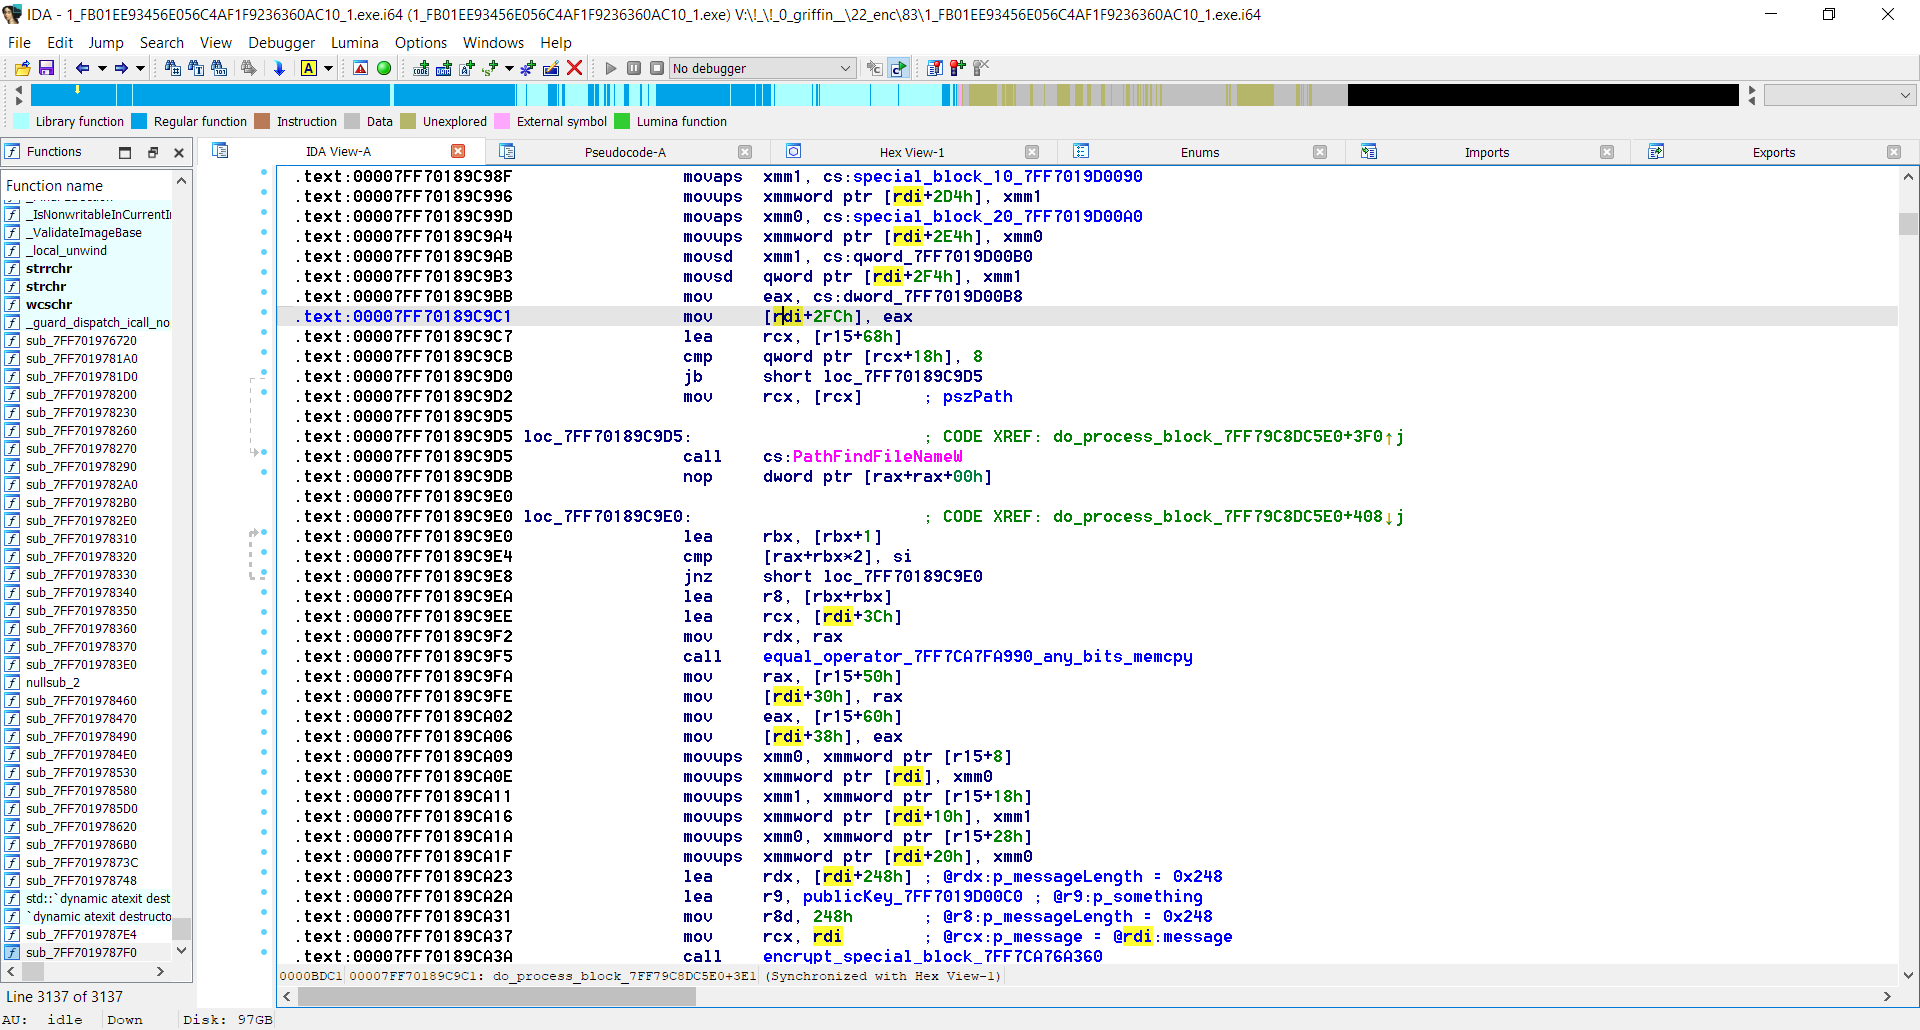 IDA - 1_FB01EE93456E056C4AF1F9236360AC10_1.exe.i64 (1_FB01EE93456E056C4AF1F9236360AC10_1.exe) V:\!_\!_0_griffin__\22_enc\83\1_FB01EE93456E056C4AF1F9236360AC10_1.exe.i64
File Edit Jump Search View Debugger Lumina Options Windows Help
No debugger
Library function Regular function Instruction Data Unexplored External symbol Lumina function
Functions
IDA View-A Pseudocode-A Hex View-1 Enums Imports Exports
Function name
_IsNonwritableInCurrentI
_ValidateImageBase
_local_unwind
strrchr
strchr
wcschr
_guard_dispatch_icall_no
sub_7FF701976720
sub_7FF7019781A0
sub_7FF7019781D0
sub_7FF701978200
sub_7FF701978230
sub_7FF701978260
sub_7FF701978270
sub_7FF701978290
sub_7FF7019782A0
sub_7FF7019782B0
sub_7FF7019782E0
sub_7FF701978310
sub_7FF701978320
sub_7FF701978330
sub_7FF701978340
sub_7FF701978350
sub_7FF701978360
sub_7FF701978370
sub_7FF7019783E0
nullsub_2
sub_7FF701978460
sub_7FF701978470
sub_7FF701978490
sub_7FF7019784E0
sub_7FF701978530
sub_7FF701978580
sub_7FF7019785D0
sub_7FF701978620
sub_7FF7019786B0
sub_7FF70197873C
sub_7FF701978748
std::`dynamic atexit dest
`dynamic atexit destructo
sub_7FF7019787E4
sub_7FF7019787F0
Line 3137 of 3137
.text:00007FF70189C98F movaps xmm1, cs:special_block_10_7FF7019D0090
.text:00007FF70189C996 movups xmmword ptr [rdi+2D4h], xmm1
.text:00007FF70189C99D movaps xmm0, cs:special_block_20_7FF7019D00A0
.text:00007FF70189C9A4 movups xmmword ptr [rdi+2E4h], xmm0
.text:00007FF70189C9AB movsd xmm1, cs:qword_7FF7019D00B0
.text:00007FF70189C9B3 movsd qword ptr [rdi+2F4h], xmm1
.text:00007FF70189C9BB mov eax, cs:dword_7FF7019D00B8
.text:00007FF70189C9C1 mov [rdi+2FCh], eax
.text:00007FF70189C9C7 lea rcx, [r15+68h]
.text:00007FF70189C9CB cmp qword ptr [rcx+18h], 8
.text:00007FF70189C9D0 jb short loc_7FF70189C9D5
.text:00007FF70189C9D2 mov rcx, [rcx] ; pszPath
.text:00007FF70189C9D5
.text:00007FF70189C9D5 loc_7FF70189C9D5: ; CODE XREF: do_process_block_7FF79C8DC5E0+3F0↑j
.text:00007FF70189C9D5 call cs:PathFindFileNameW
.text:00007FF70189C9DB nop dword ptr [rax+rax+00h]
.text:00007FF70189C9E0
.text:00007FF70189C9E0 loc_7FF70189C9E0: ; CODE XREF: do_process_block_7FF79C8DC5E0+408↓j
.text:00007FF70189C9E0 lea rbx, [rbx+1]
.text:00007FF70189C9E4 cmp [rax+rbx*2], si
.text:00007FF70189C9E8 jnz short loc_7FF70189C9E0
.text:00007FF70189C9EA lea r8, [rbx+rbx]
.text:00007FF70189C9EE lea rcx, [rdi+3Ch]
.text:00007FF70189C9F2 mov rdx, rax
.text:00007FF70189C9F5 call equal_operator_7FF7CA7FA990_any_bits_memcpy
.text:00007FF70189C9FA mov rax, [r15+50h]
.text:00007FF70189C9FE mov [rdi+30h], rax
.text:00007FF70189CA02 mov eax, [r15+60h]
.text:00007FF70189CA06 mov [rdi+38h], eax
.text:00007FF70189CA09 movups xmm0, xmmword ptr [r15+8]
.text:00007FF70189CA0E movups xmmword ptr [rdi], xmm0
.text:00007FF70189CA11 movups xmm1, xmmword ptr [r15+18h]
.text:00007FF70189CA16 movups xmmword ptr [rdi+10h], xmm1
.text:00007FF70189CA1A movups xmm0, xmmword ptr [r15+28h]
.text:00007FF70189CA1F movups xmmword ptr [rdi+20h], xmm0
.text:00007FF70189CA23 lea rdx, [rdi+248h] ; @rdx:p_messageLength = 0x248
.text:00007FF70189CA2A lea r9, publicKey_7FF7019D00C0 ; @r9:p_something
.text:00007FF70189CA31 mov r8d, 248h ; @r8:p_messageLength = 0x248
.text:00007FF70189CA37 mov rcx, rdi ; @rcx:p_message = @rdi:message
.text:00007FF70189CA3A call encrypt_special_block_7FF7CA76A360
0000BDC1 00007FF70189C9C1: do_process_block_7FF79C8DC5E0+3E1 (Synchronized with Hex View-1)
AU: idle Down Disk: 97GB